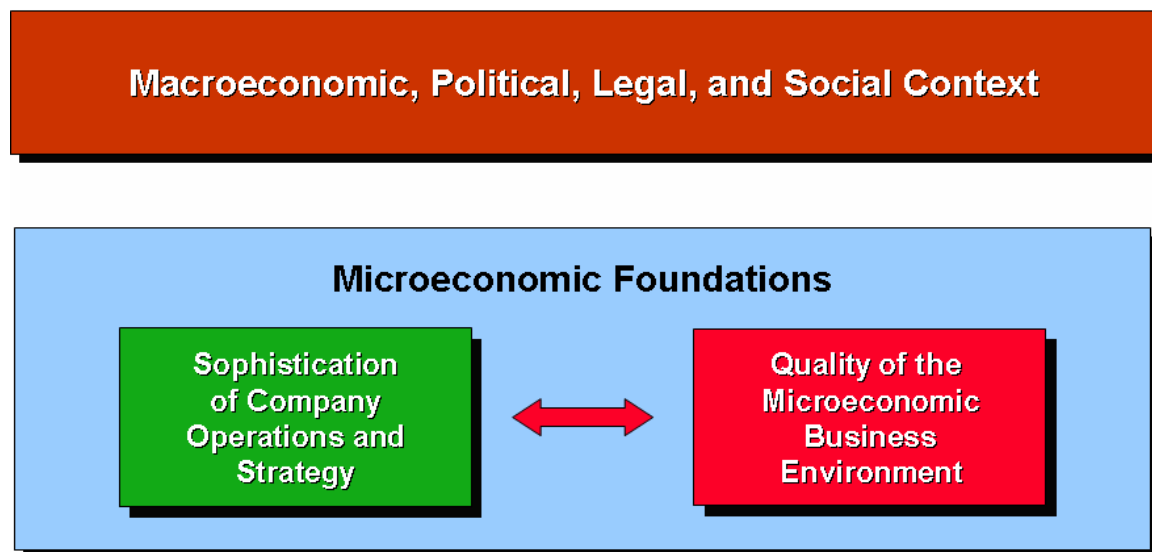 Macroeconomic, Political, Legal, and Social Context
Microeconomic Foundations
Sophistication
of Company
Operations and
Strategy
Quality of the
Microeconomic
Business
Environment